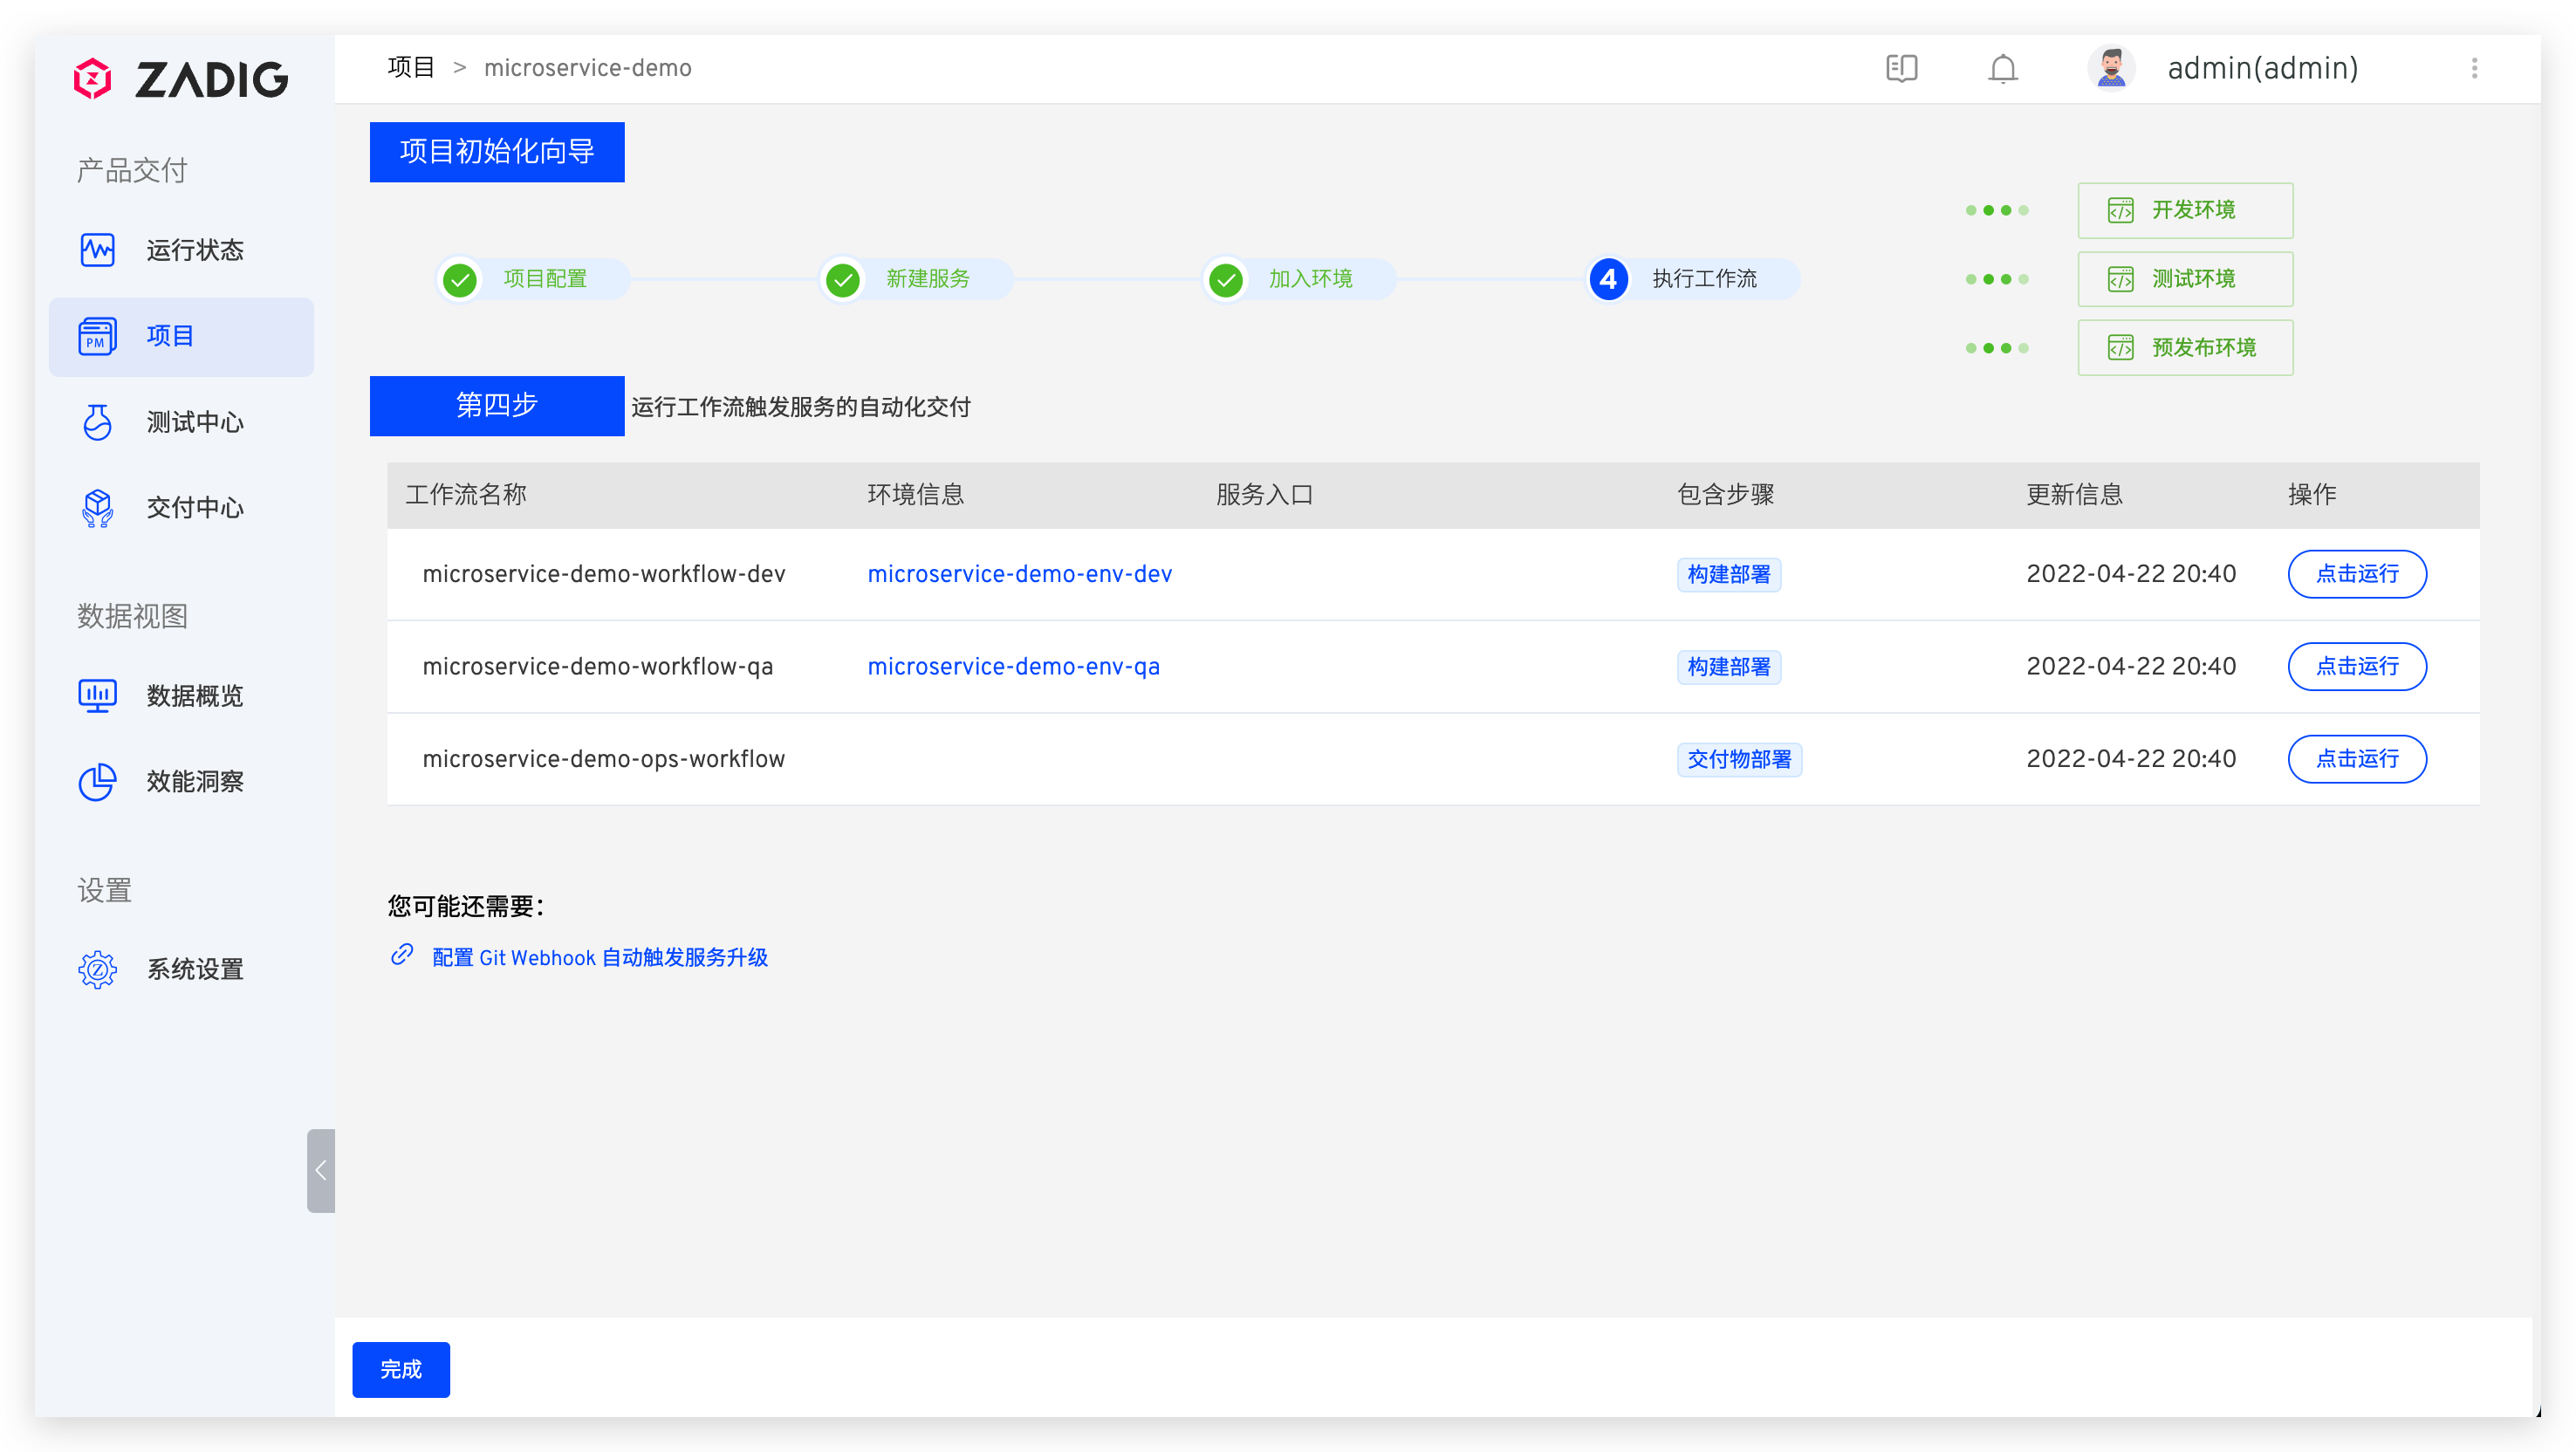 ZADIG
项目 > microservice-demo
admin(admin)
产品交付
运行状态
PM
项目
测试中心
交付中心
数据视图
数据概览
效能洞察
设置
Z
系统设置
项目初始化向导
项目配置
新建服务
加入环境
4 执行工作流
开发环境
测试环境
预发布环境
第四步 运行工作流触发服务的自动化交付
工作流名称 环境信息 服务入口 包含步骤 更新信息 操作
microservice-demo-workflow-dev microservice-demo-env-dev 构建部署 2022-04-22 20:40 点击运行
microservice-demo-workflow-qa microservice-demo-env-qa 构建部署 2022-04-22 20:40 点击运行
microservice-demo-ops-workflow 交付物部署 2022-04-22 20:40 点击运行
您可能还需要：
配置 Git Webhook 自动触发服务升级
完成